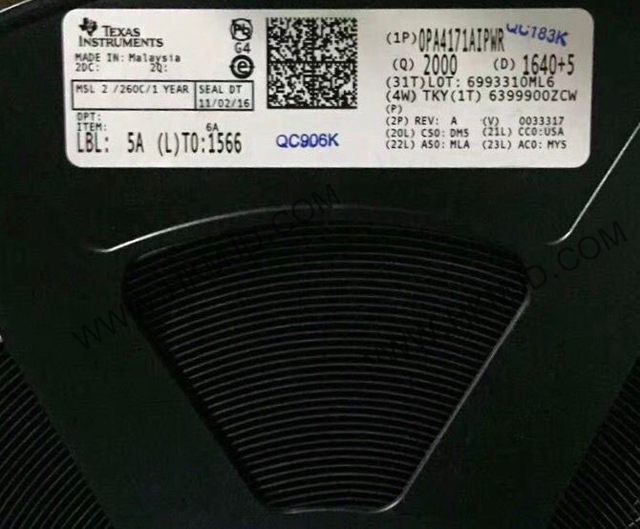 TEXAS
INSTRUMENTS
MADE IN: Malaysia
2DC: 2Q:
MSL 2 /260C/1 YEAR
SEAL DT
11/02/16
OPT:
ITEM: 6A
LBL: 5A (L)TO:1566
G4
e
QC906K
QC183K
(1P) OPA4171AIPWR
(Q) 2000 (D) 1640+5
(31T)LOT: 6993310ML6
(4W) TKY(1T) 6399900ZCW
(P)
(2P) REV: A (V) 0033317
(20L) CSO: DM5 (21L) CCO:USA
(22L) ASO: MLA (23L) ACO: MYS